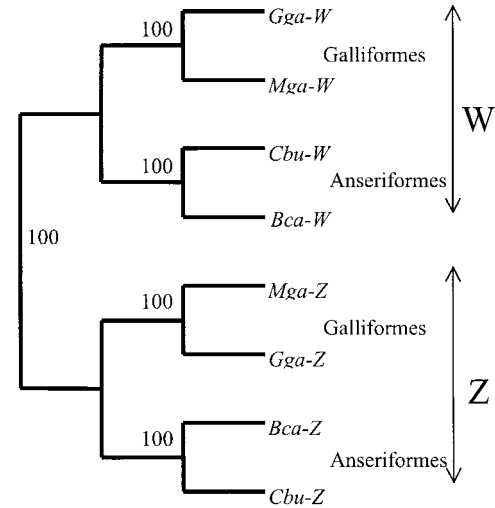 100
Gga-W
Galliformes
Mga-W
W
100
Cbu-W
Anseriformes
Bca-W
100
100
Mga-Z
Galliformes
Gga-Z
Z
100
Bca-Z
Anseriformes
Cbu-Z